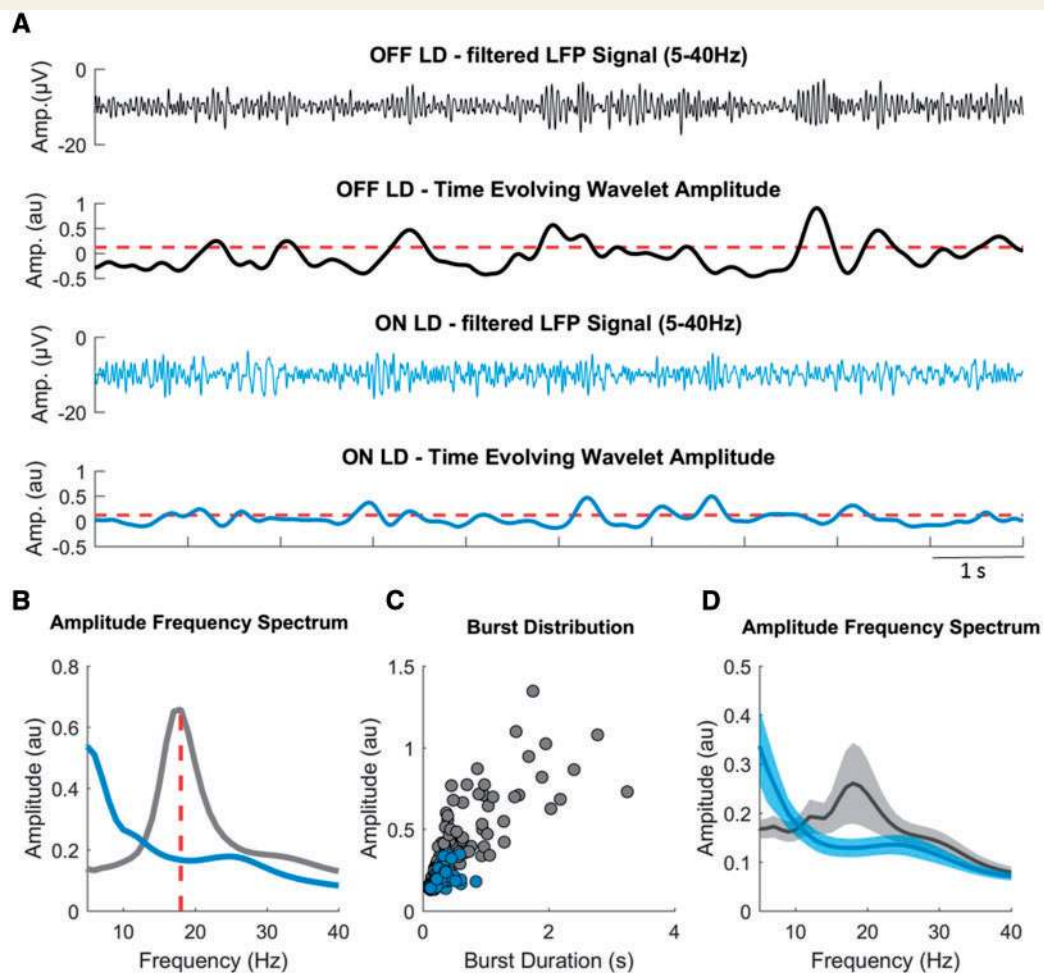 A
OFF LD - filtered LFP Signal (5-40Hz)
0
Amp.(µV)
-20
OFF LD - Time Evolving Wavelet Amplitude
1
0.5
0
-0.5
Amp. (au)
ON LD - filtered LFP Signal (5-40Hz)
0
Amp. (µV)
-20
ON LD - Time Evolving Wavelet Amplitude
1
0.5
0
-0.5
Amp. (au)
1 s
B
Amplitude Frequency Spectrum
0.8
0.6
0.4
0.2
0
Amplitude (au)
10 20 30 40
Frequency (Hz)
C
Burst Distribution
1.5
1
0.5
0
Amplitude (au)
0 2 4
Burst Duration (s)
D
Amplitude Frequency Spectrum
0.5
0.4
0.3
0.2
0.1
0
Ampitude (au)
10 20 30 40
Frequency (Hz)